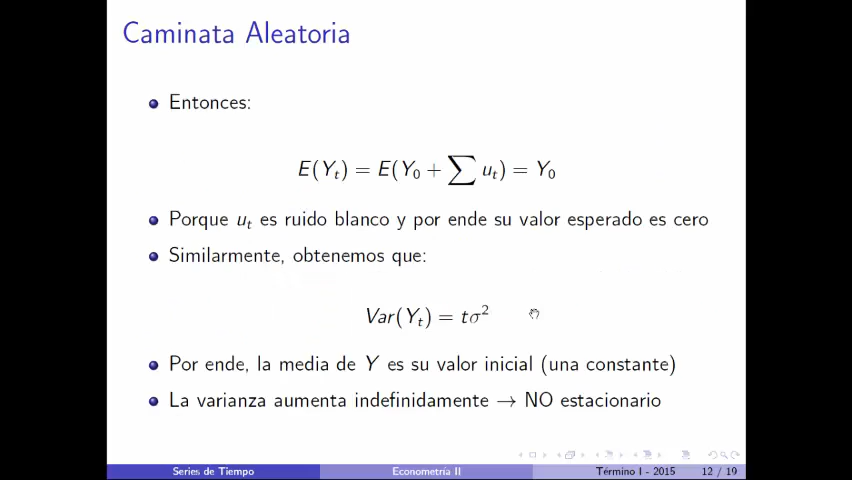 Caminata Aleatoria
Entonces:
E(Y_t) = E(Y_0 + ∑ u_t) = Y_0
Porque u_t es ruido blanco y por ende su valor esperado es cero
Similarmente, obtenemos que:
Var(Y_t) = tσ²
Por ende, la media de Y es su valor inicial (una constante)
La varianza aumenta indefinidamente → NO estacionario
Series de Tiempo
Econometría II
Término I - 2015
12 / 19